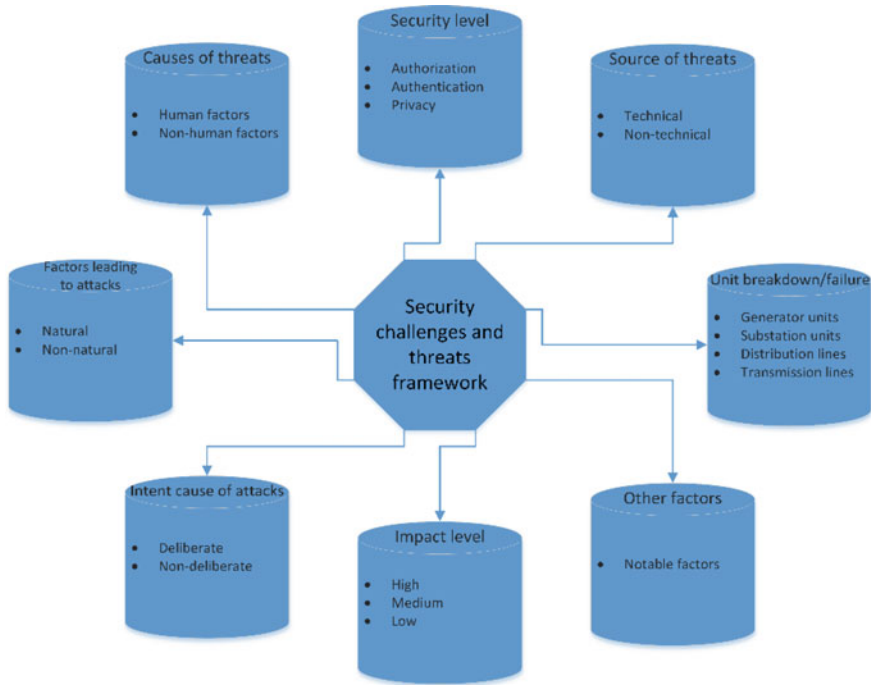 Security level
• Authorization
• Authentication
• Privacy
Causes of threats
• Human factors
• Non-human factors
Source of threats
• Technical
• Non-technical
Factors leading
to attacks
• Natural
• Non-natural
Security
challenges and
threats
framework
Unit breakdown/failure
• Generator units
• Substation units
• Distribution lines
• Transmission lines
Intent cause of attacks
• Deliberate
• Non-deliberate
Impact level
• High
• Medium
• Low
Other factors
• Notable factors